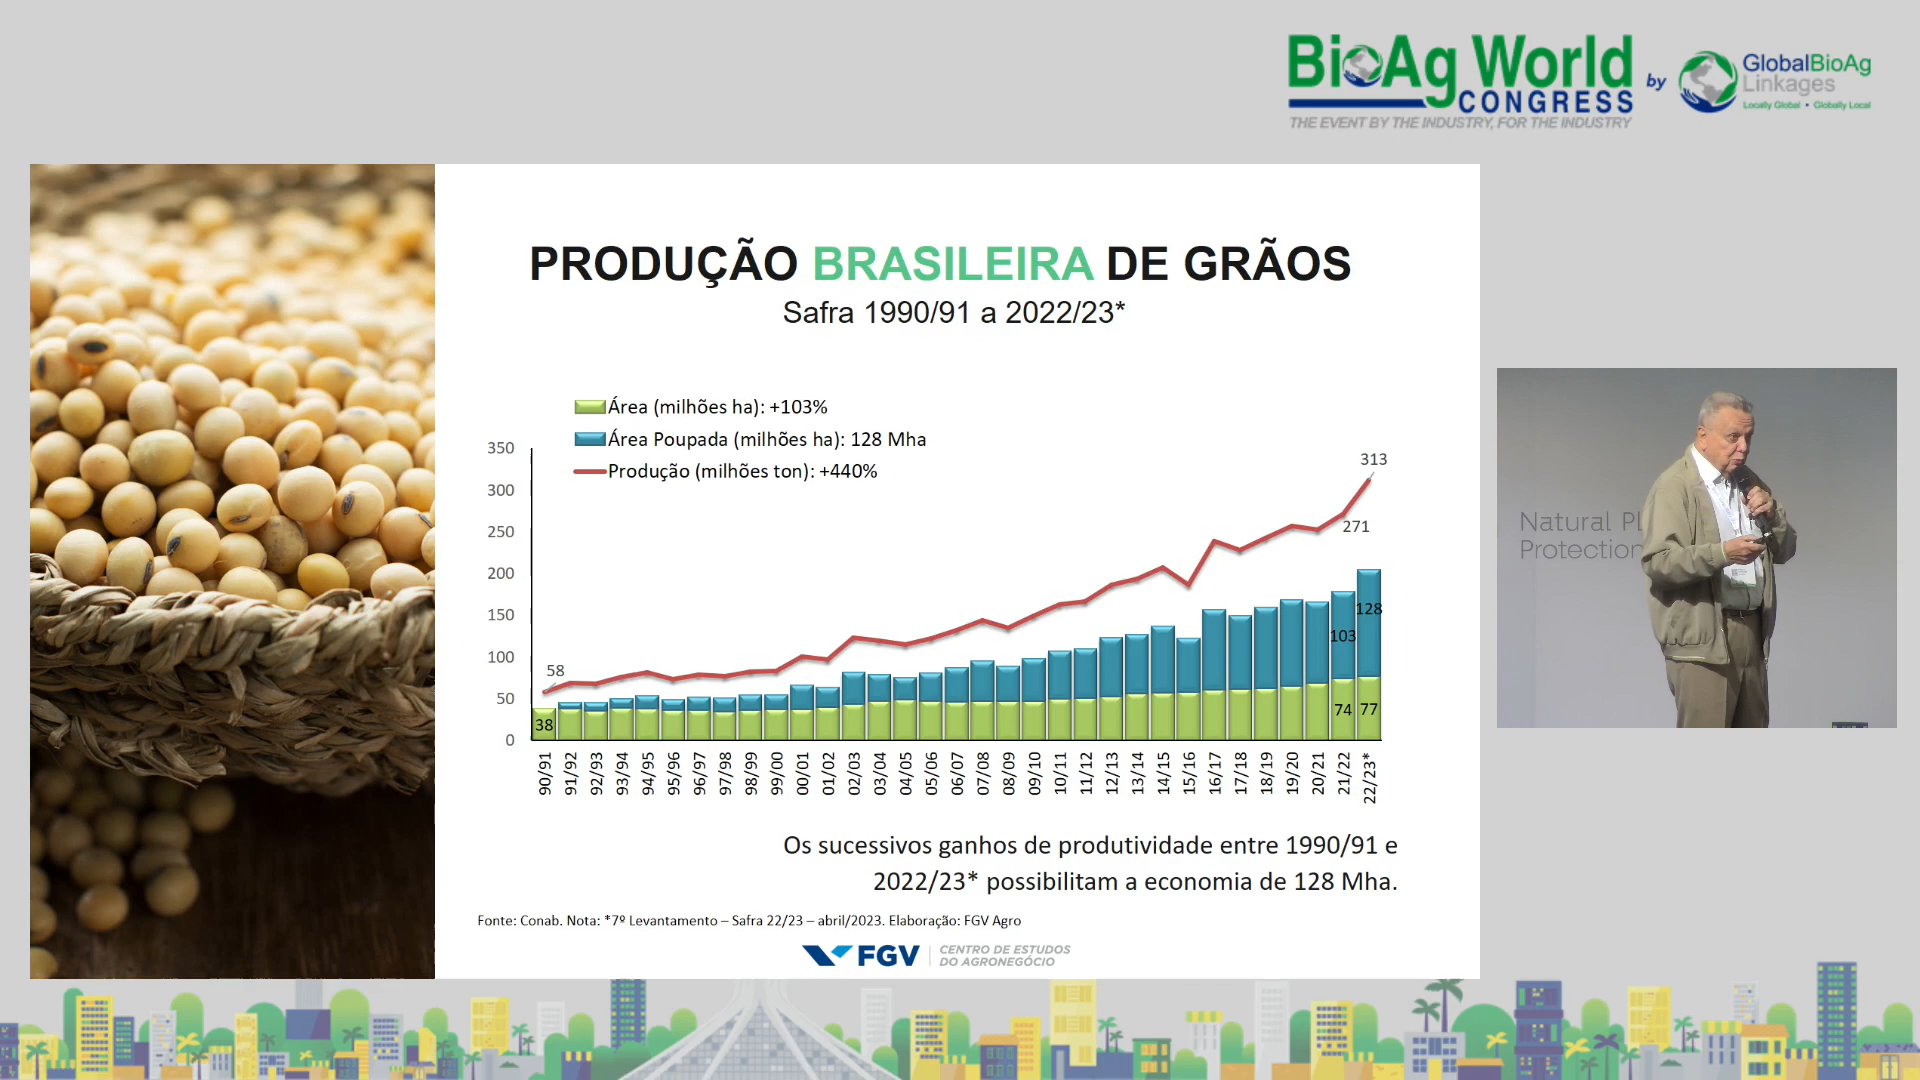 BioAg World
CONGRESS
THE EVENT BY THE INDUSTRY, FOR THE INDUSTRY
by
GlobalBioAg
Linkages
Locally Global • Globally Local
PRODUÇÃO BRASILEIRA DE GRÃOS
Safra 1990/91 a 2022/23*
Área (milhões ha): +103%
Área Poupada (milhões ha): 128 Mha
Produção (milhões ton): +440%
350
300
250
200
150
100
50
0
58
38
313
271
128
103
74
77
90/91
91/92
92/93
93/94
94/95
95/96
96/97
97/98
98/99
99/00
00/01
01/02
02/03
03/04
04/05
05/06
06/07
07/08
08/09
09/10
10/11
11/12
12/13
13/14
14/15
15/16
16/17
17/18
18/19
19/20
20/21
21/22
22/23*
Os sucessivos ganhos de produtividade entre 1990/91 e
2022/23* possibilitam a economia de 128 Mha.
Fonte: Conab. Nota: *7º Levantamento – Safra 22/23 – abril/2023. Elaboração: FGV Agro
FGV
CENTRO DE ESTUDOS
DO AGRONEGÓCIO
Natural
Protection